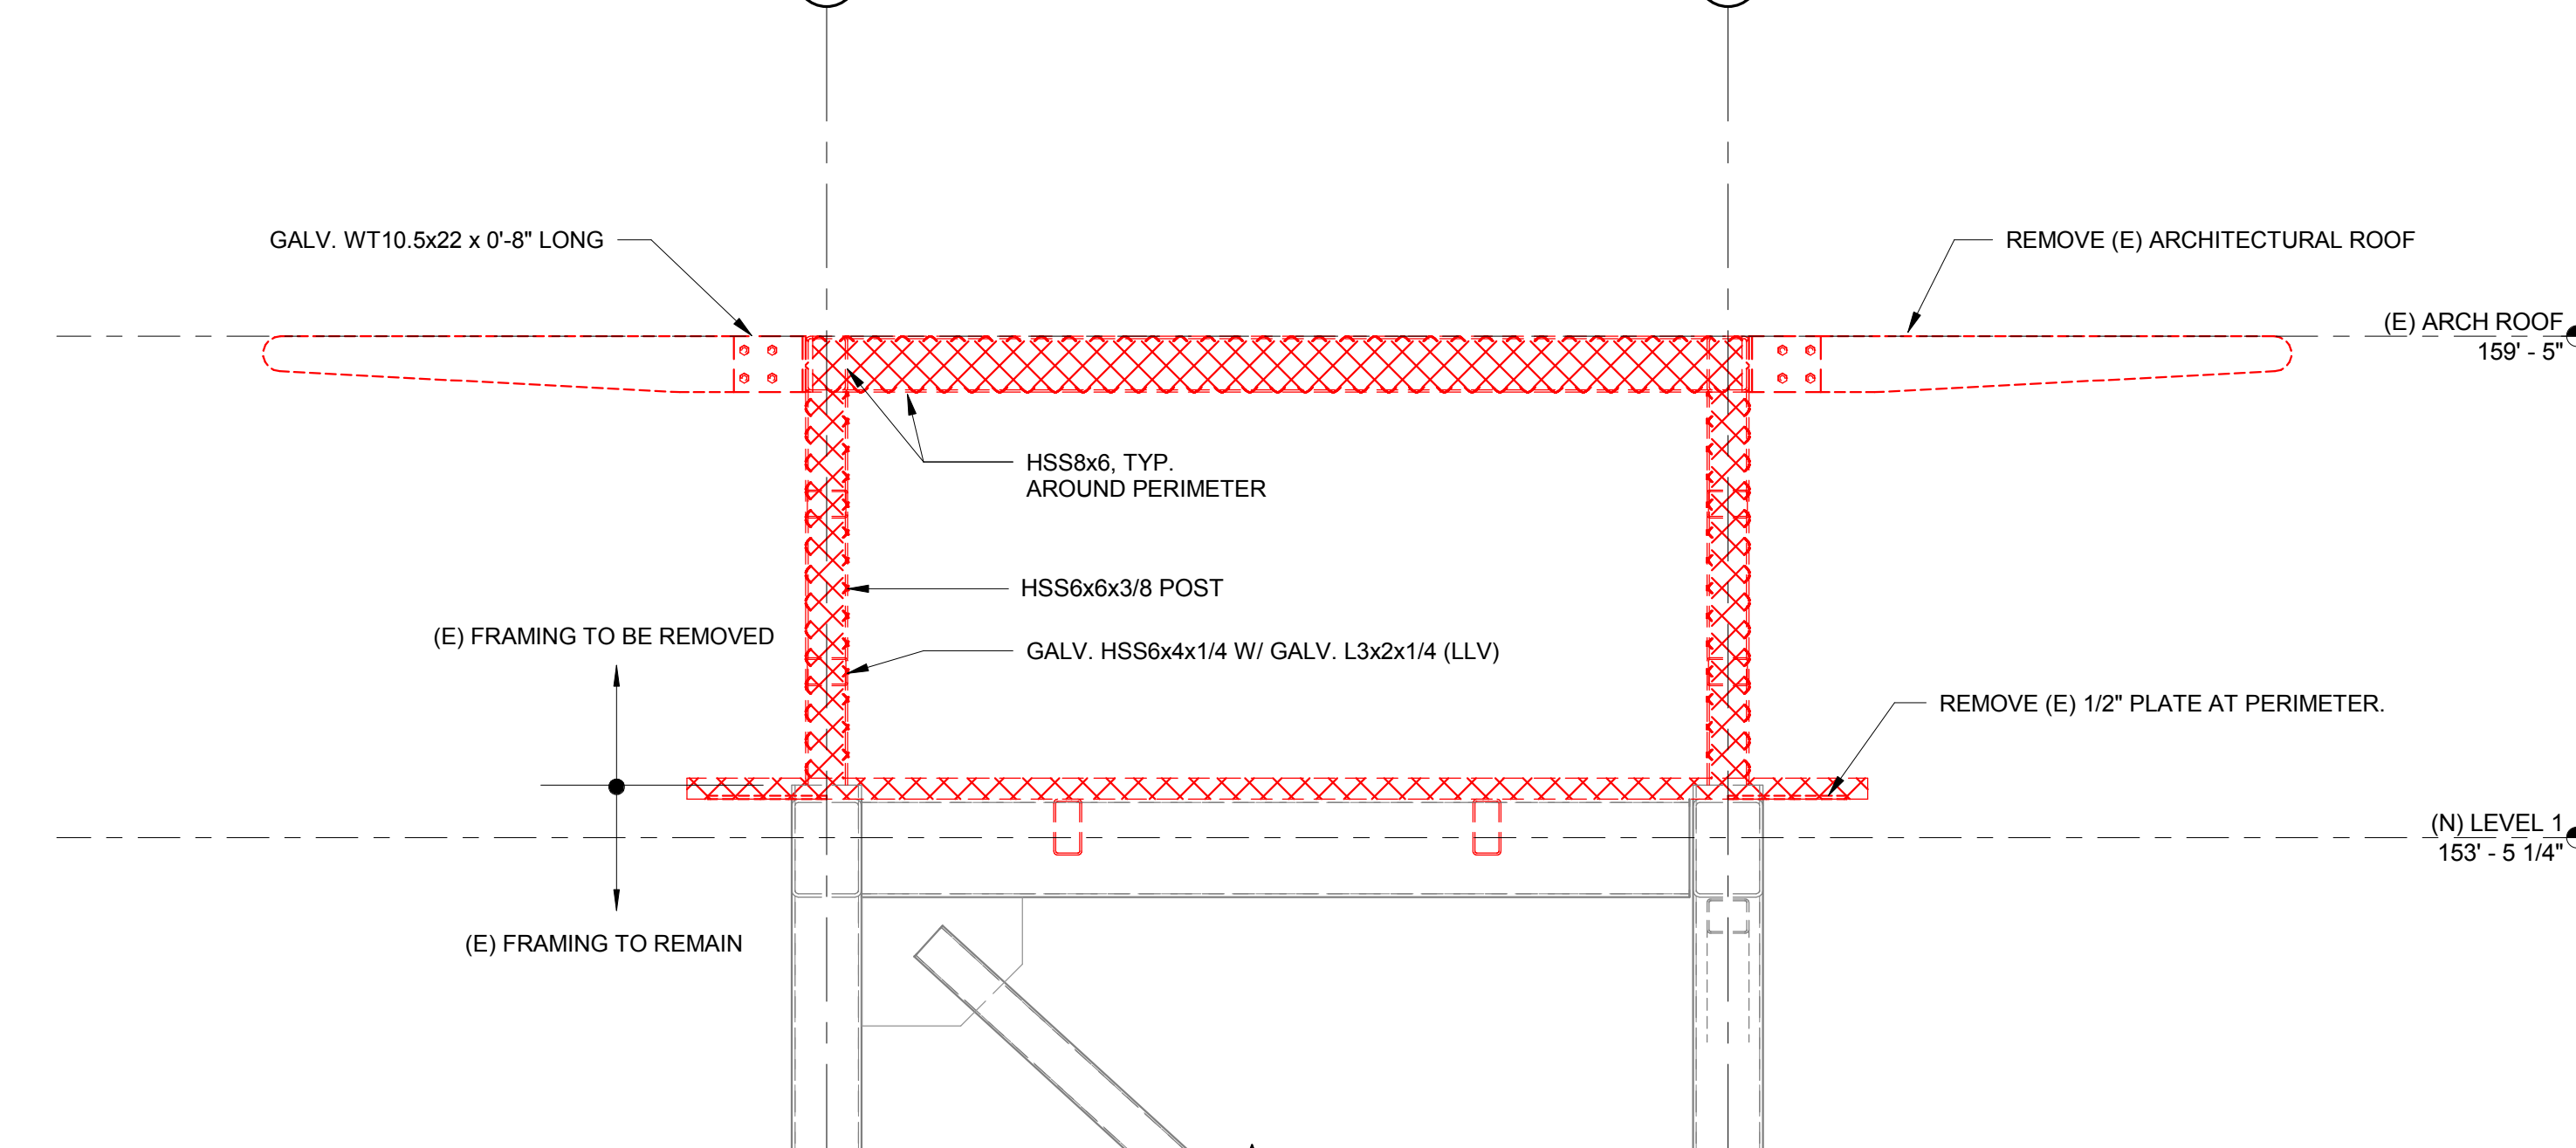 GALV. WT10.5x22 x 0'-8" LONG
REMOVE (E) ARCHITECTURAL ROOF
(E) ARCH ROOF
159' - 5"
HSS8x6, TYP.
AROUND PERIMETER
HSS6x6x3/8 POST
(E) FRAMING TO BE REMOVED
GALV. HSS6x4x1/4 W/ GALV. L3x2x1/4 (LLV)
REMOVE (E) 1/2" PLATE AT PERIMETER.
(N) LEVEL 1
153' - 5 1/4"
(E) FRAMING TO REMAIN